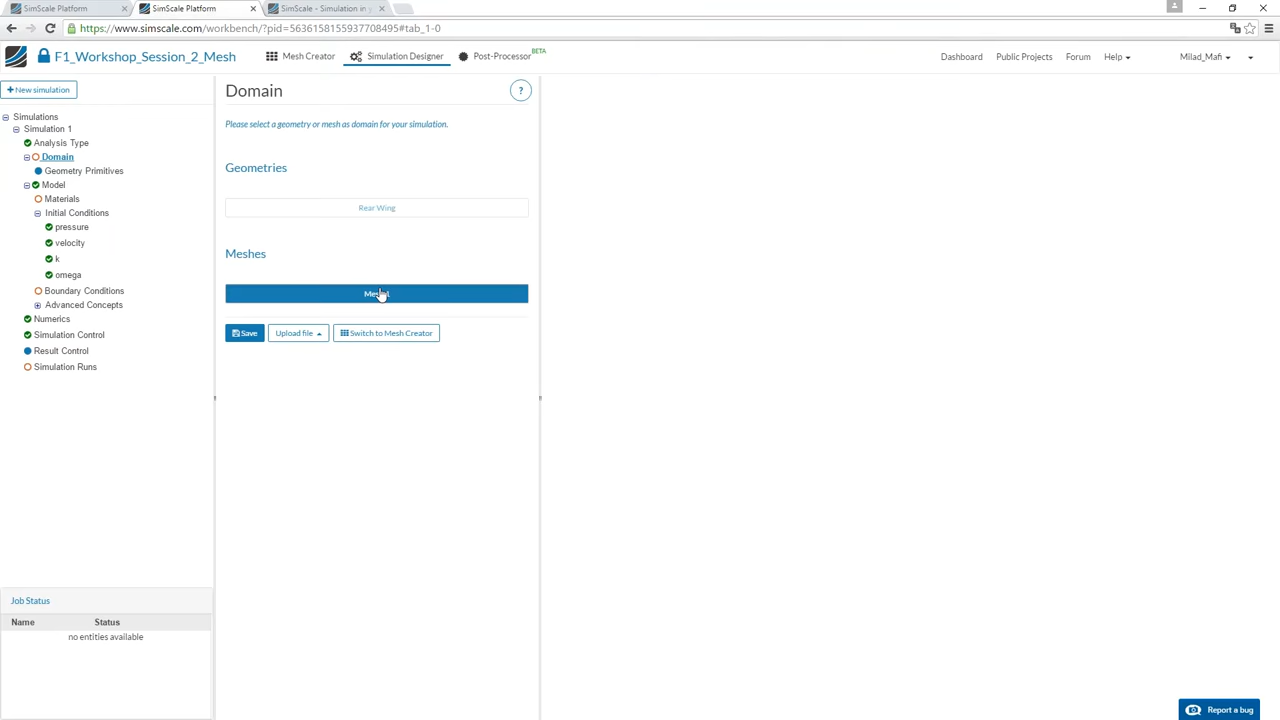 SimScale Platform
SimScale Platform
SimScale - Simulation in y
https://www.simscale.com/workbench/?pid=5636158155937708495#tab_1-0
F1_Workshop_Session_2_Mesh
Mesh Creator
Simulation Designer
Post-Processor
BETA
Dashboard
Public Projects
Forum
Help
Milad_Mafi
+ New simulation
Simulations
Simulation 1
Analysis Type
Domain
Geometry Primitives
Model
Materials
Initial Conditions
pressure
velocity
k
omega
Boundary Conditions
Advanced Concepts
Numerics
Simulation Control
Result Control
Simulation Runs
Domain
?
Please select a geometry or mesh as domain for your simulation.
Geometries
Rear Wing
Meshes
Save
Upload file
Switch to Mesh Creator
Job Status
Name Status
no entities available
Report a bug